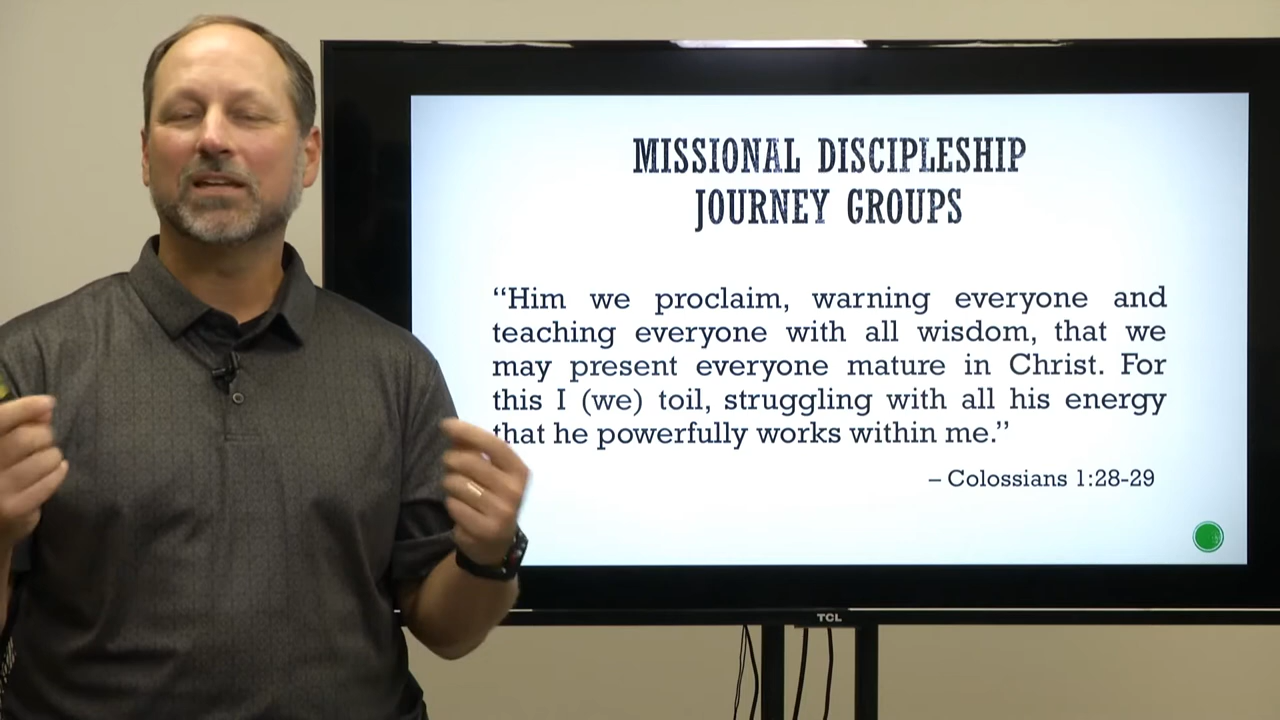 MISSIONAL DISCIPLESHIP
JOURNEY GROUPS
“Him we proclaim, warning everyone and
teaching everyone with all wisdom, that we
may present everyone mature in Christ. For
this I (we) toil, struggling with all his energy
that he powerfully works within me.”
– Colossians 1:28-29
TCL